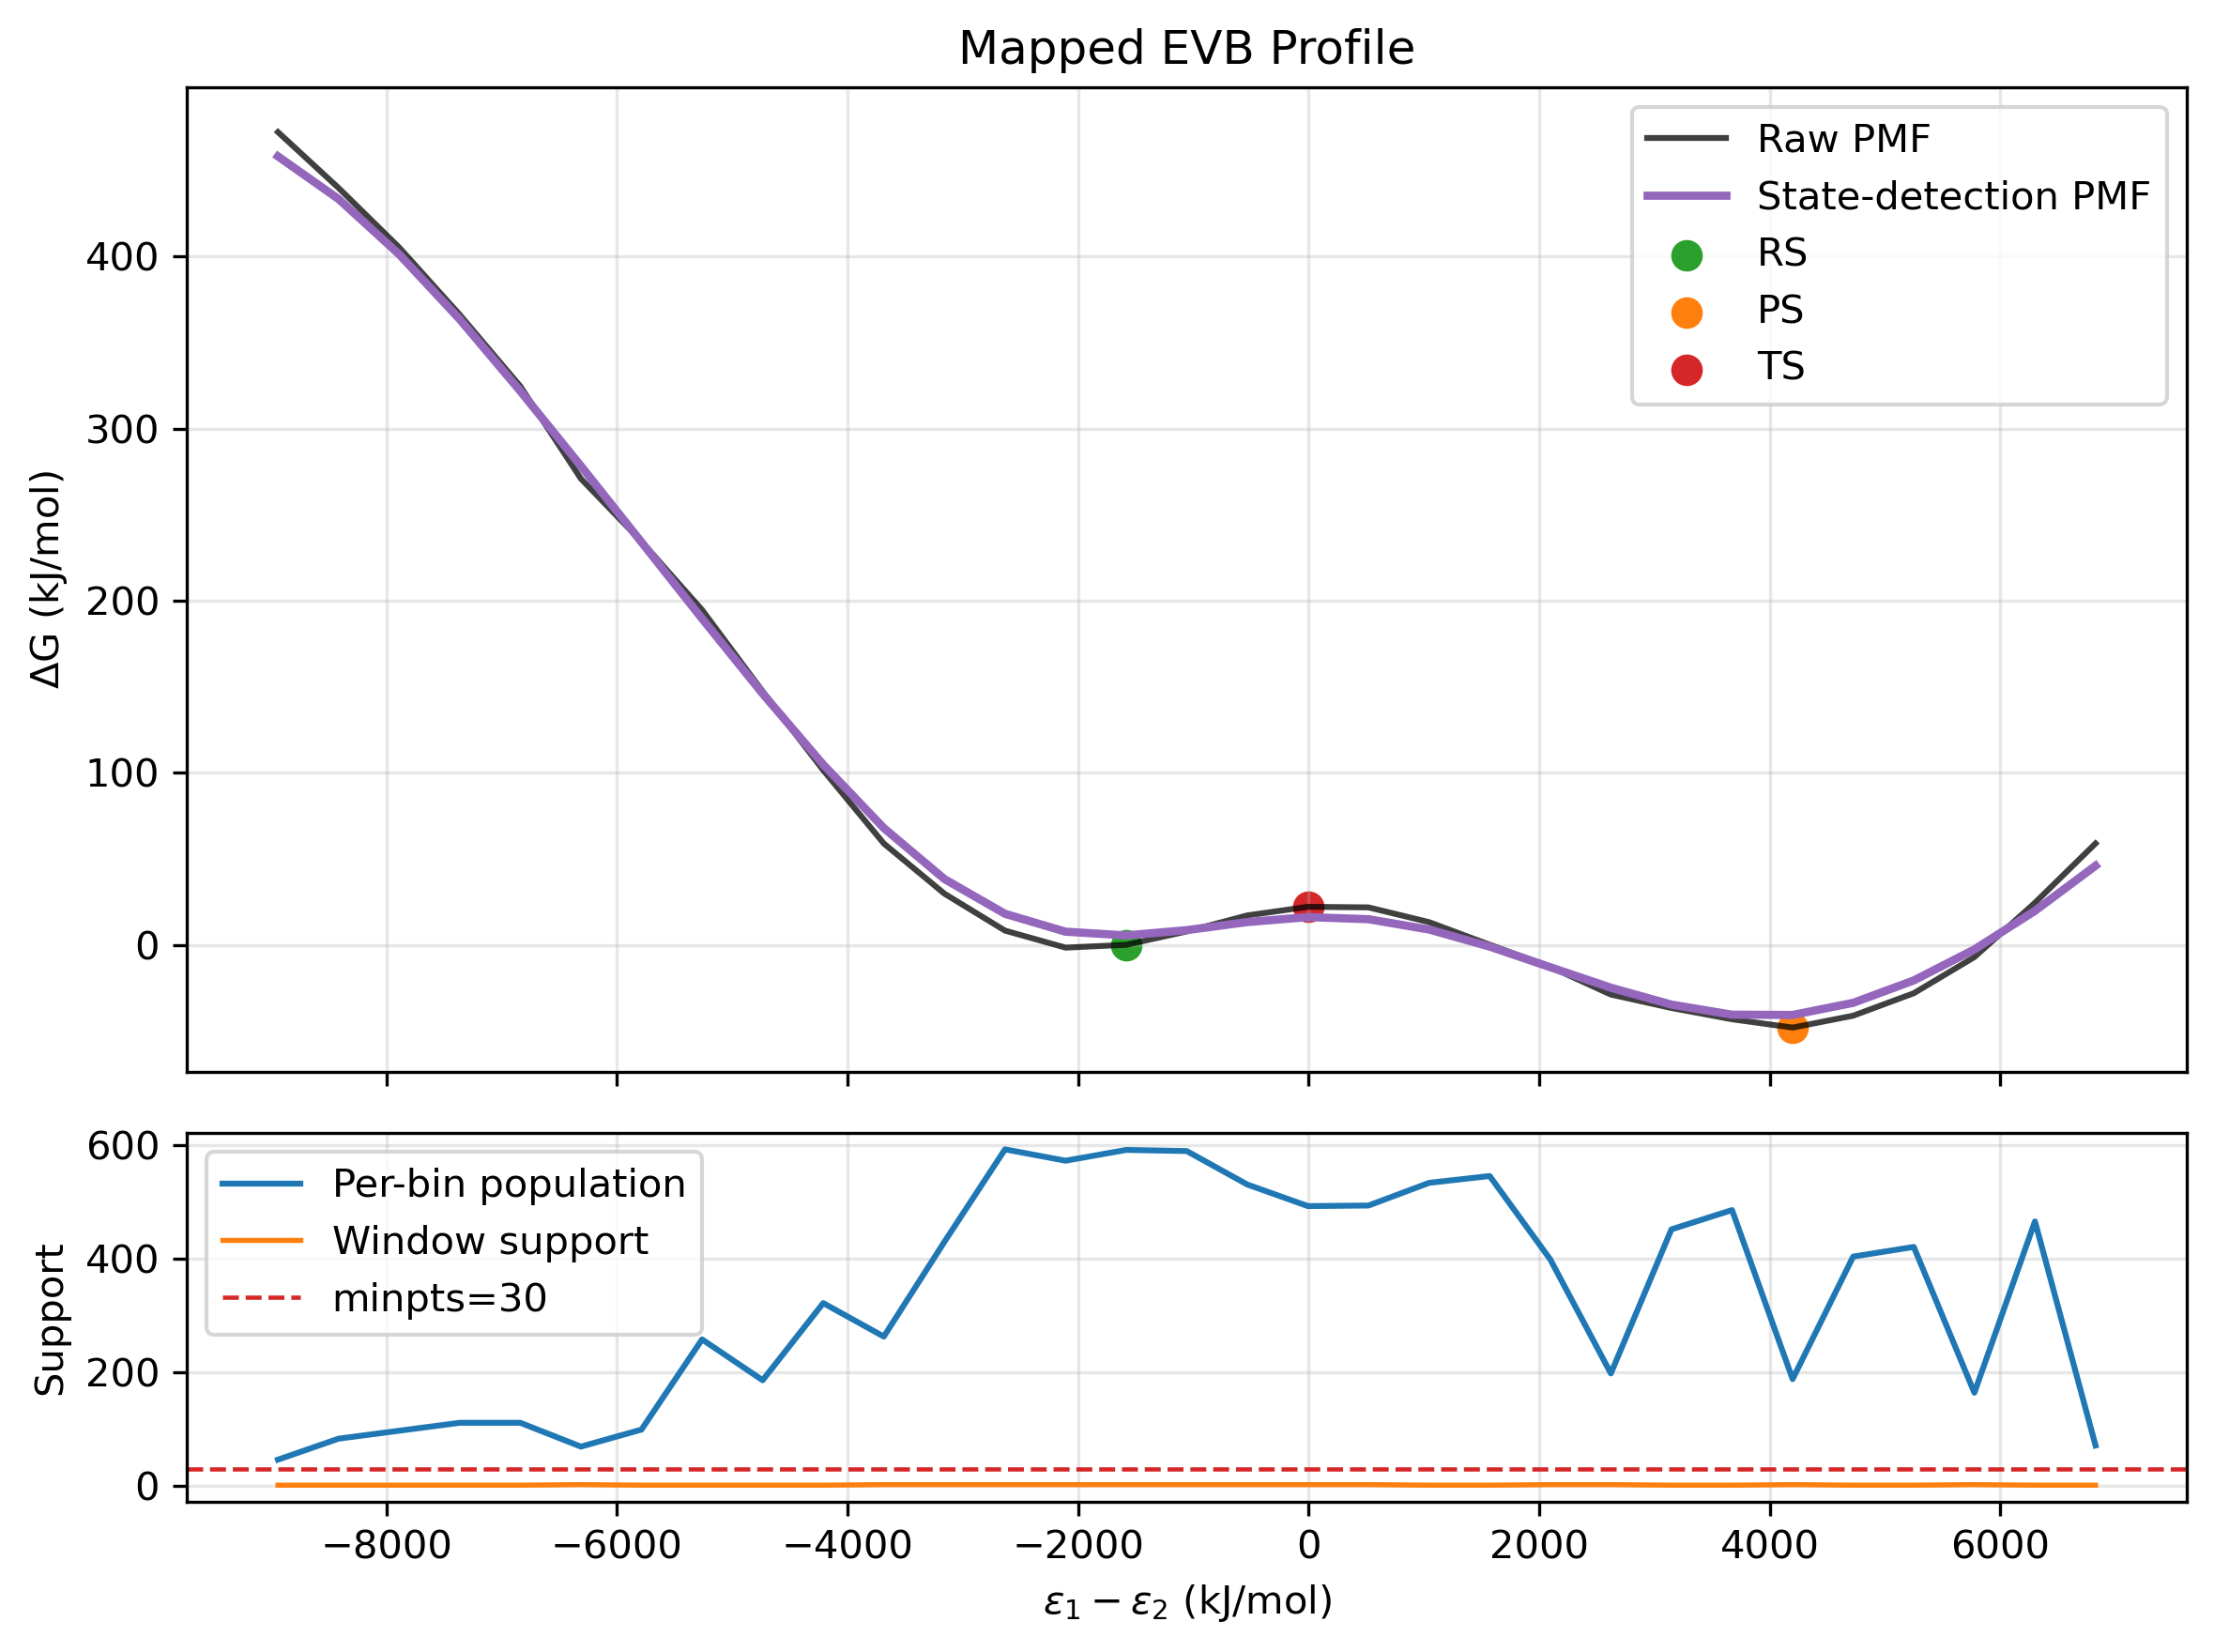 Mapped EVB Profile
Raw PMF
State-detection PMF
RS
PS
TS
400
300
200
100
0
ΔG (kJ/mol)
600
400
200
0
Support
Per-bin population
Window support
minpts=30
−8000 −6000 −4000 −2000 0 2000 4000 6000
ε₁ − ε₂ (kJ/mol)